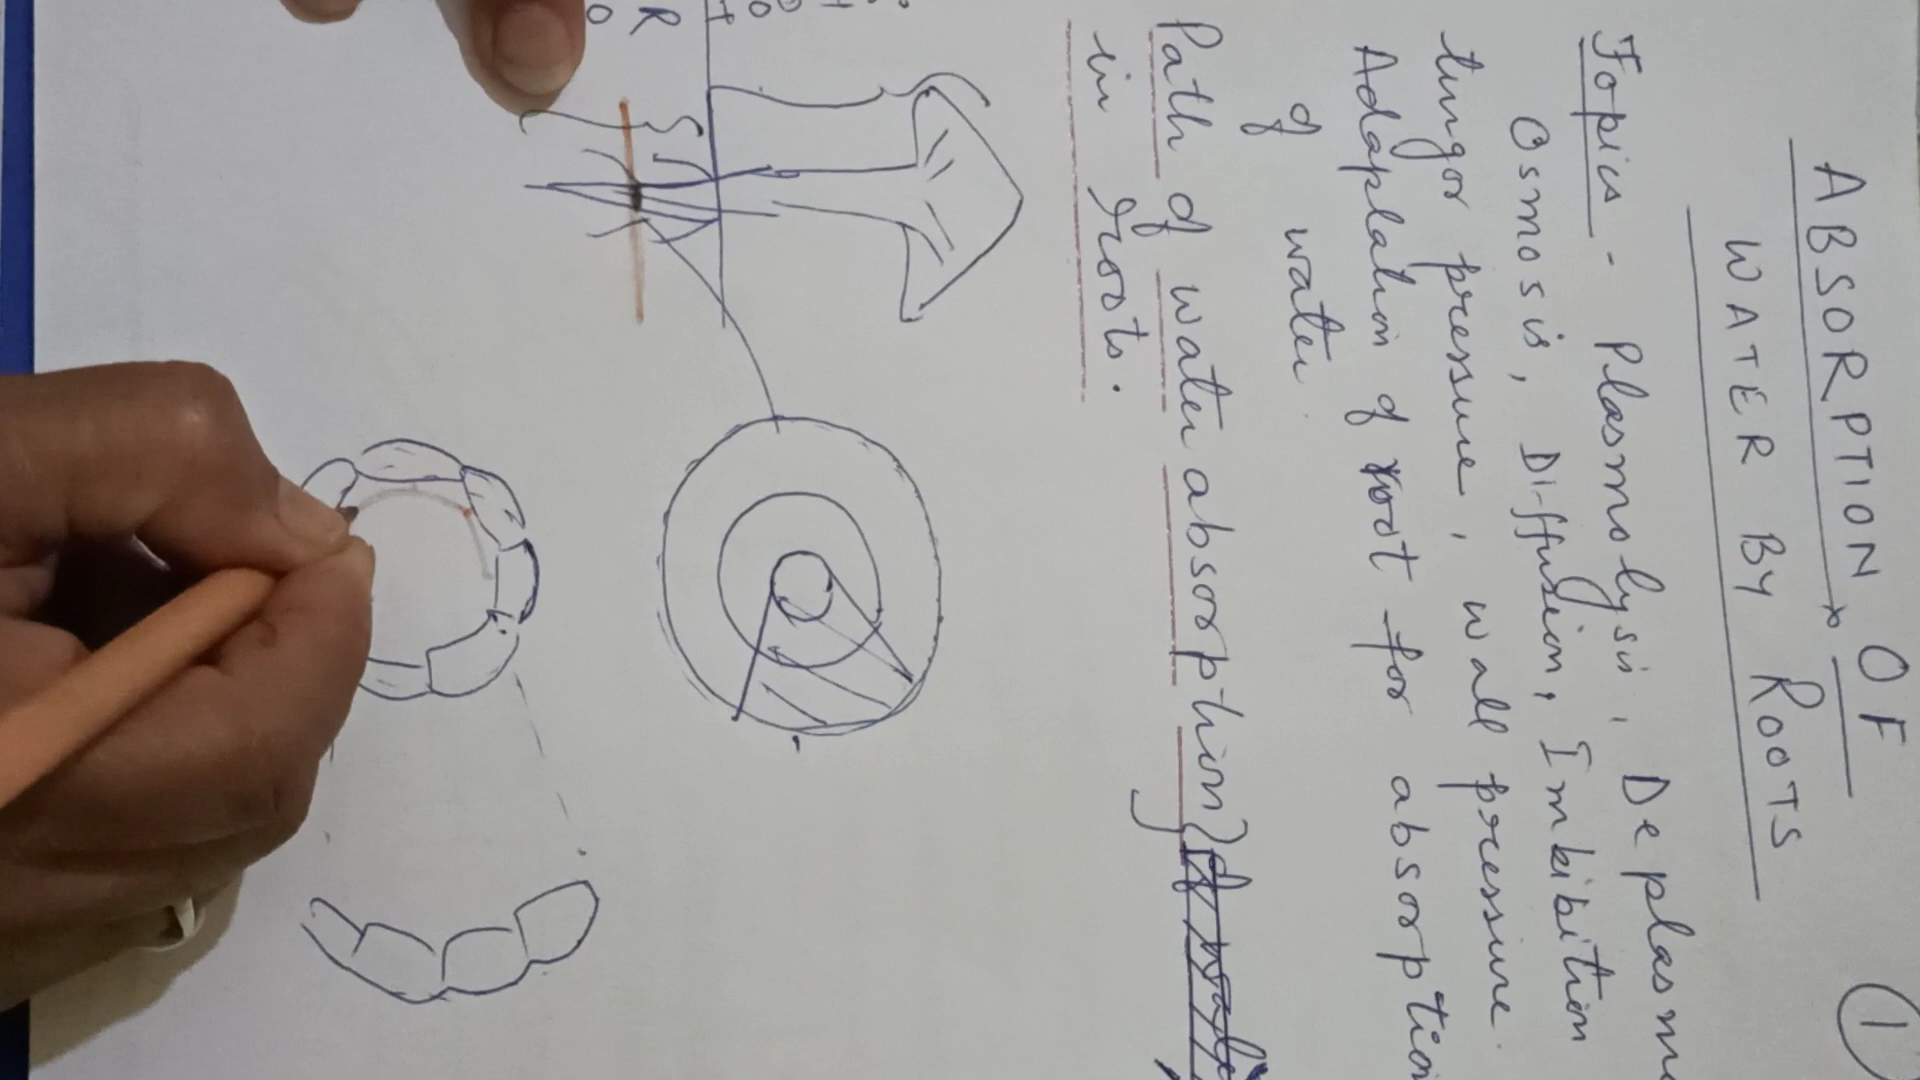 1
ABSORPTION OF
WATER BY ROOTS
Topics - Plasmolysis, Deplasm
Osmosis, Diffusion, Imbibition
turgor pressure, wall pressure.
Adaptation of root for absorption
of water.
Path of water absorption
in roots.
R
O